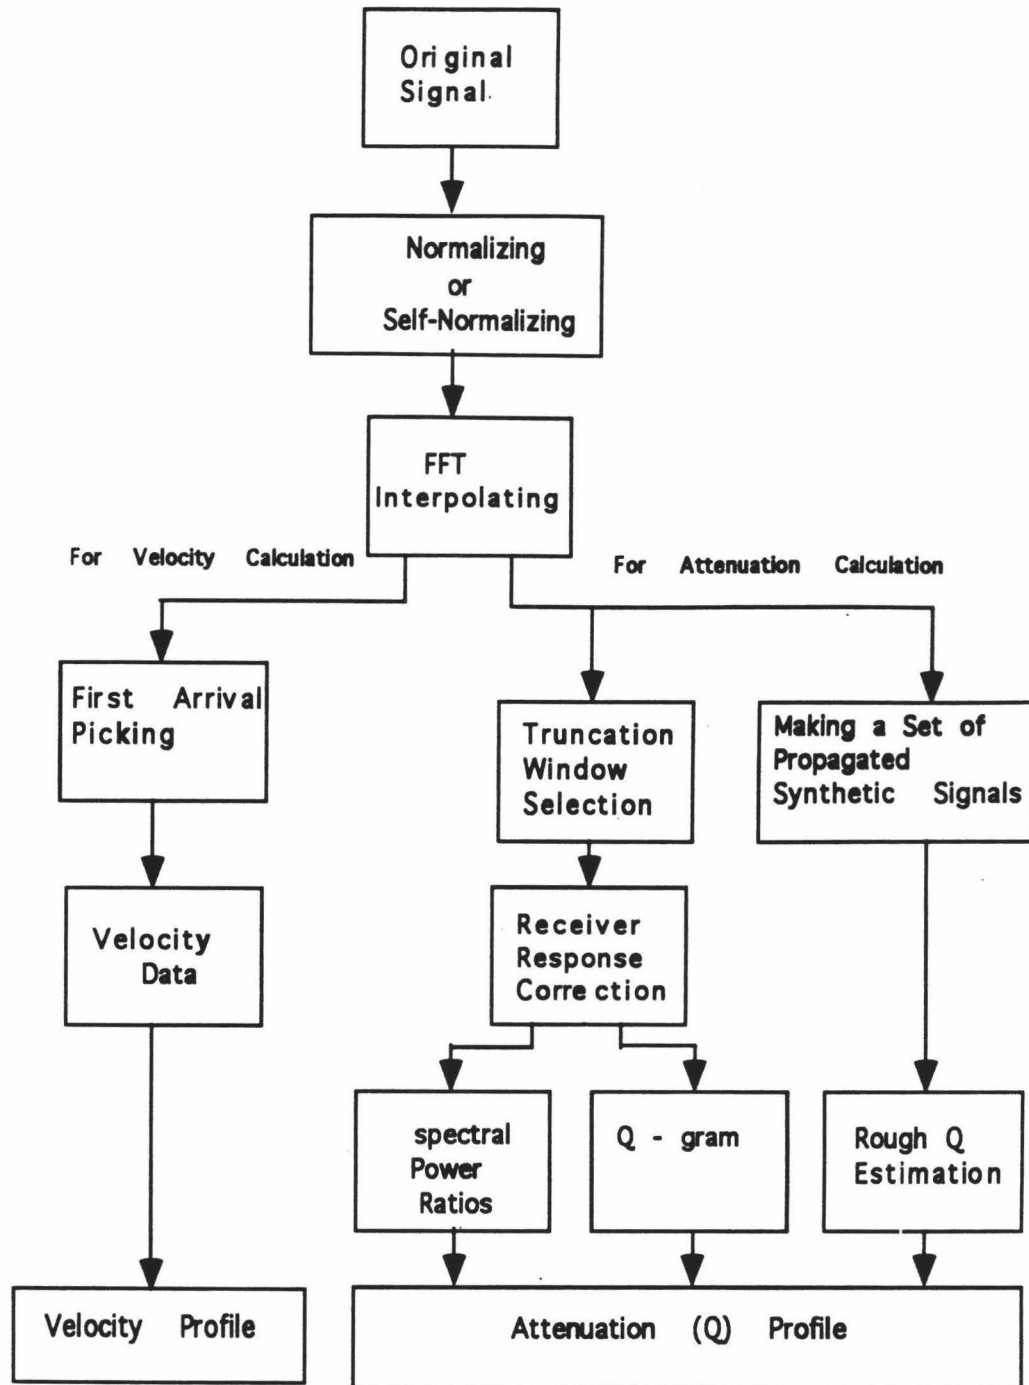 Original
Signal.
Normalizing
or
Self-Normalizing
FFT
Interpolating
For Velocity Calculation
For Attenuation Calculation
First Arrival
Picking
Truncation
Window
Selection
Making a Set of
Propagated
Synthetic Signals
Velocity
Data
Receiver
Response
Correction
spectral
Power
Ratios
Q - gram
Rough Q
Estimation
Velocity Profile
Attenuation (Q) Profile